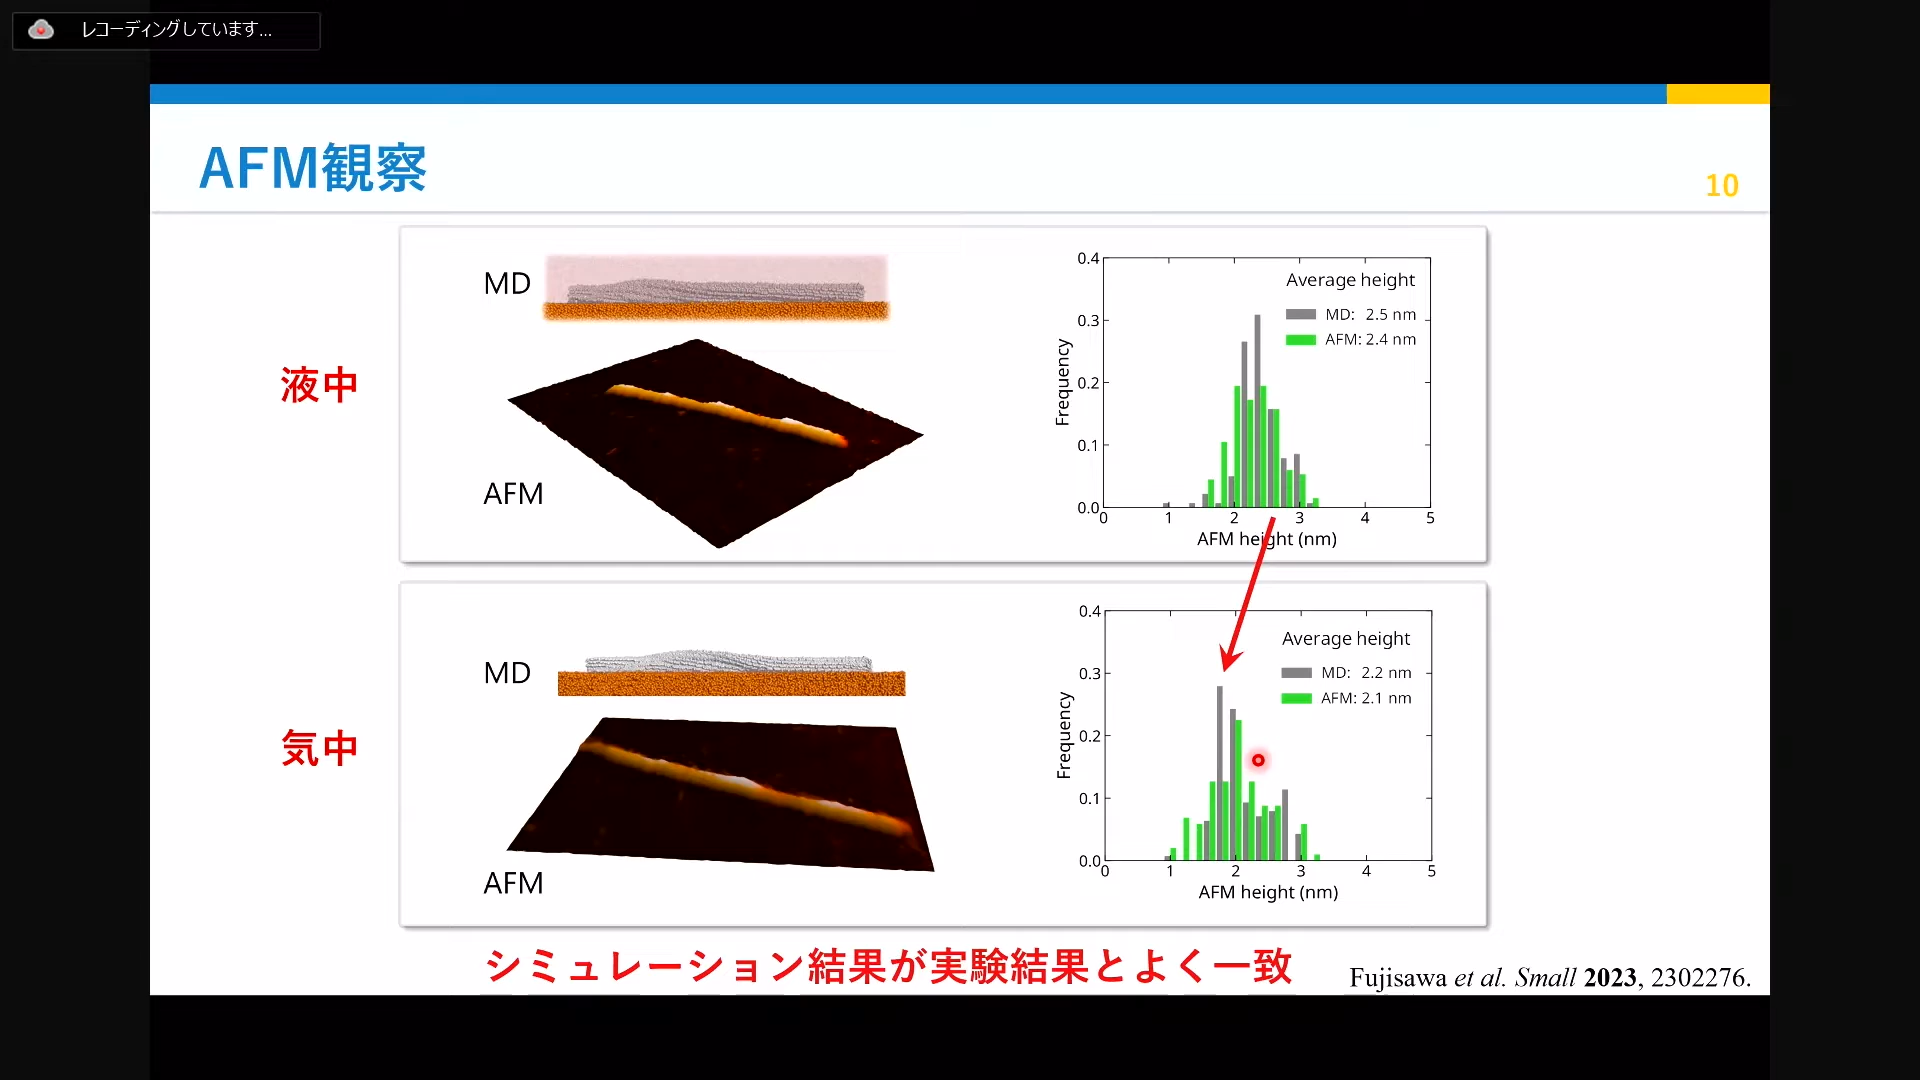 レコーディングしています...
AFM観察
10
液中
MD
AFM
0.4
0.3
0.2
0.1
0.0
Frequency
0 1 2 3 4 5
AFM height (nm)
Average height
MD: 2.5 nm
AFM: 2.4 nm
気中
MD
AFM
0.4
0.3
0.2
0.1
0.0
Frequency
0 1 2 3 4 5
AFM height (nm)
Average height
MD: 2.2 nm
AFM: 2.1 nm
シミュレーション結果が実験結果とよく一致
Fujisawa et al. Small 2023, 2302276.